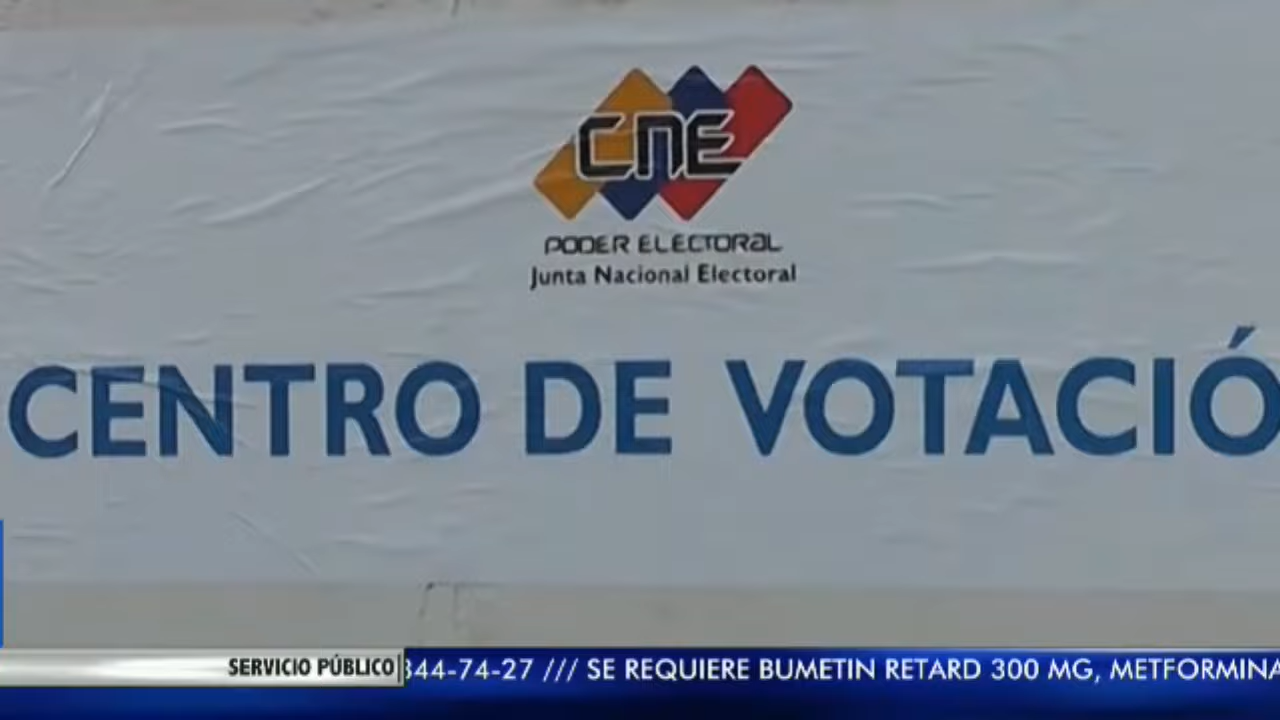 CNE
PODER ELECTORAL
Junta Nacional Electoral
CENTRO DE VOTACIÓ
SERVICIO PÚBLICO
344-74-27 /// SE REQUIERE BUMETIN RETARD 300 MG, METFORMINA